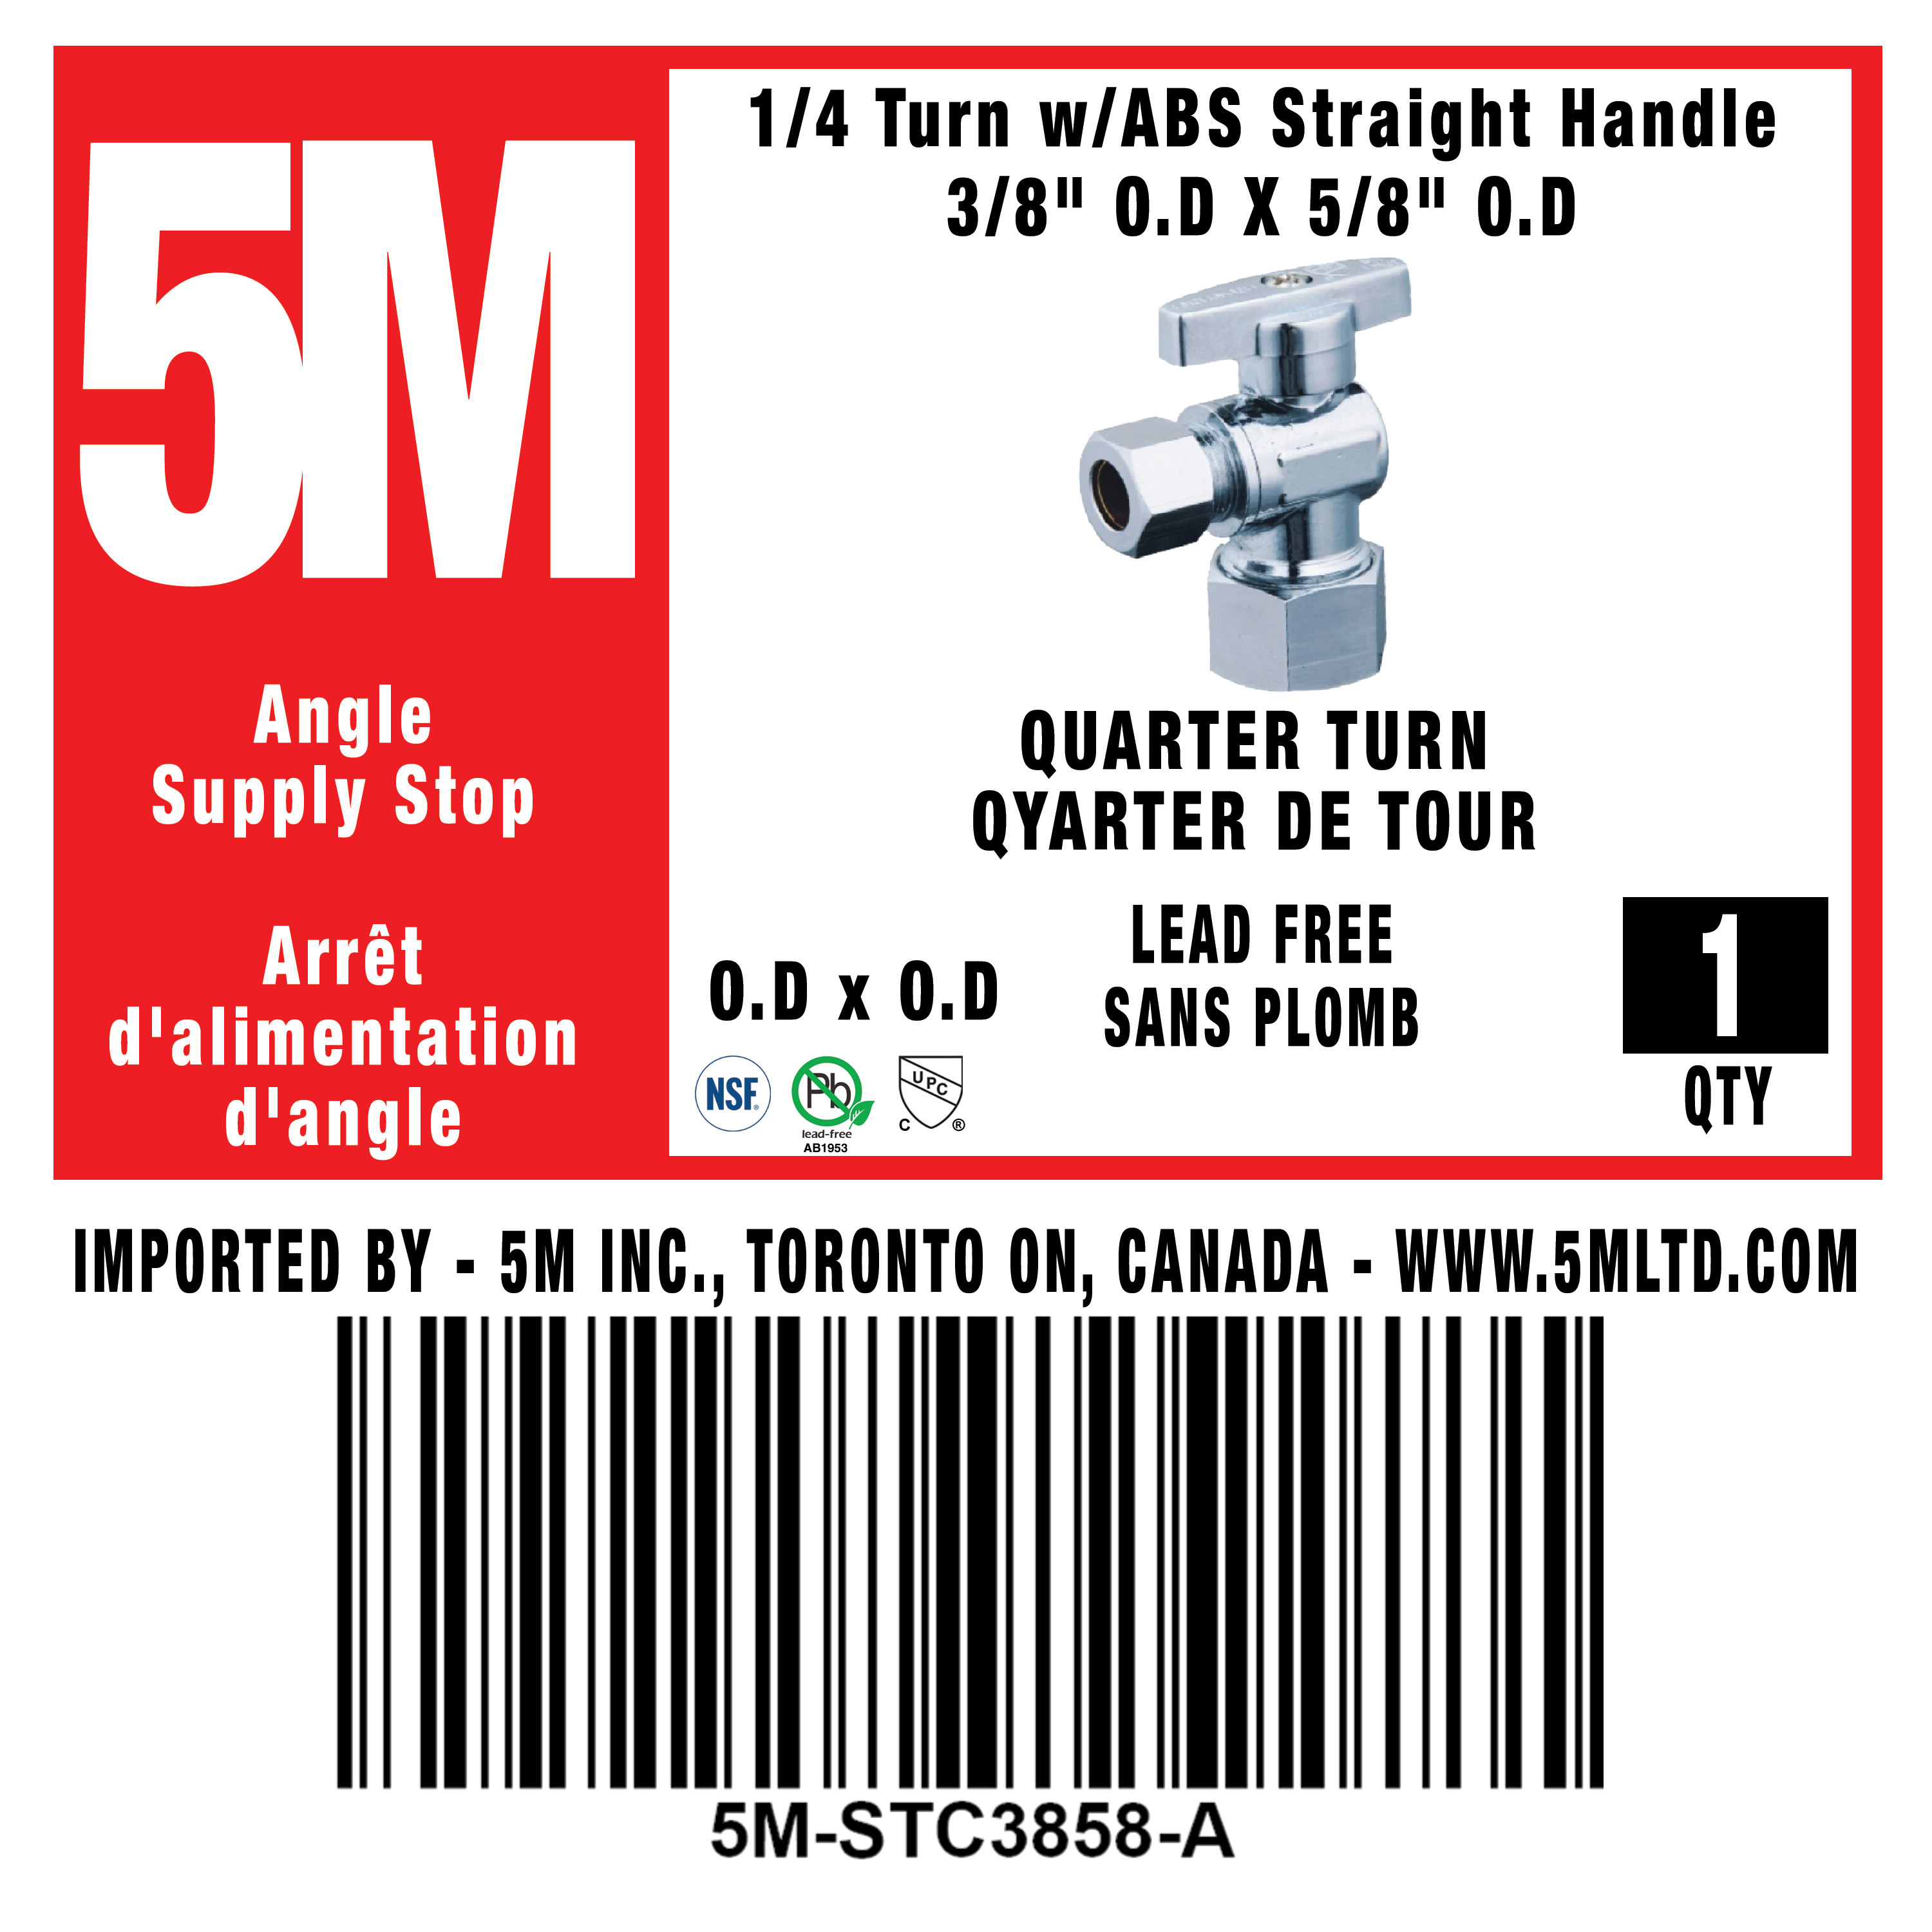 5M
Angle
Supply Stop
Arrêt
d'alimentation
d'angle
1/4 Turn w/ABS Straight Handle
3/8" O.D X 5/8" O.D
QUARTER TURN
QYARTER DE TOUR
O.D x O.D
LEAD FREE
SANS PLOMB
1
QTY
NSF®
Pb
lead-free
AB1953
UPC
C ®
IMPORTED BY - 5M INC., TORONTO ON, CANADA - WWW.5MLTD.COM
5M-STC3858-A